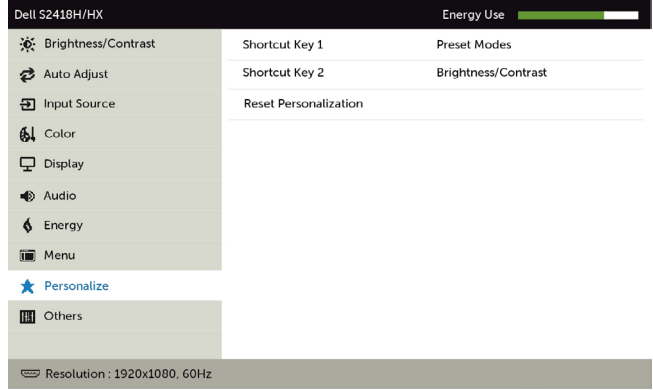 Dell S2418H/HX Energy Use
Brightness/Contrast
Auto Adjust
Input Source
Color
Display
Audio
Energy
Menu
Personalize
Others
Shortcut Key 1 Preset Modes
Shortcut Key 2 Brightness/Contrast
Reset Personalization
Resolution : 1920x1080, 60Hz